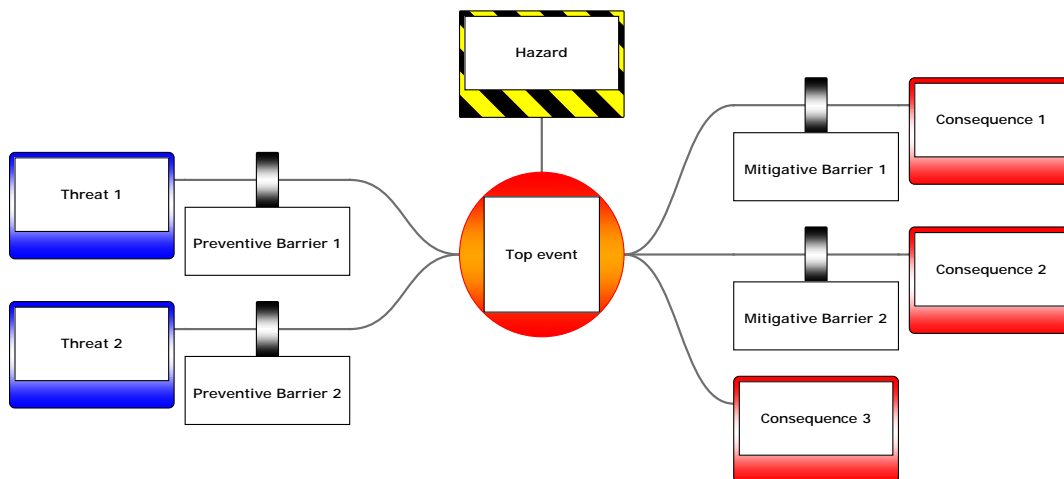 Hazard
Threat 1
Preventive Barrier 1
Threat 2
Preventive Barrier 2
Top event
Mitigative Barrier 1
Consequence 1
Mitigative Barrier 2
Consequence 2
Consequence 3